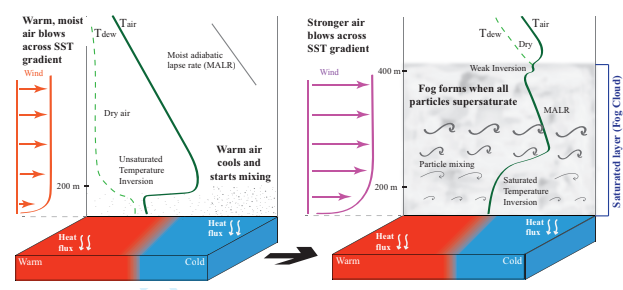 Warm, moist
air blows
across SST
gradient
Wind
Tdew
Tair
Moist adiabatic
lapse rate (MALR)
Dry air
Unsaturated
Temperature
Inversion
Warm air
cools and
starts mixing
200 m
Heat
flux
Heat
flux
Warm
Cold
Stronger air
blows across
SST gradient
Wind
Tdew
Tair
Dry
Weak Inversion
400 m
Fog forms when all
particles supersaturate
MALR
Particle mixing
Saturated
Temperature
Inversion
200 m
Saturated layer (Fog Cloud)
Heat
flux
Heat
flux
Warm
Cold